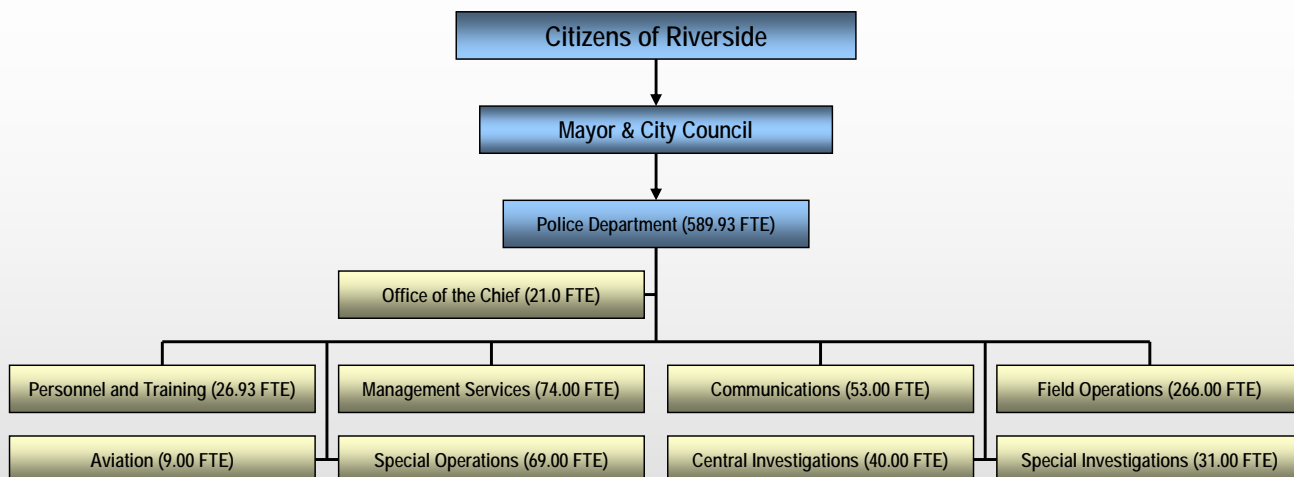 Citizens of Riverside
Mayor & City Council
Police Department (589.93 FTE)
Office of the Chief (21.0 FTE)
Personnel and Training (26.93 FTE)
Management Services (74.00 FTE)
Communications (53.00 FTE)
Field Operations (266.00 FTE)
Aviation (9.00 FTE)
Special Operations (69.00 FTE)
Central Investigations (40.00 FTE)
Special Investigations (31.00 FTE)